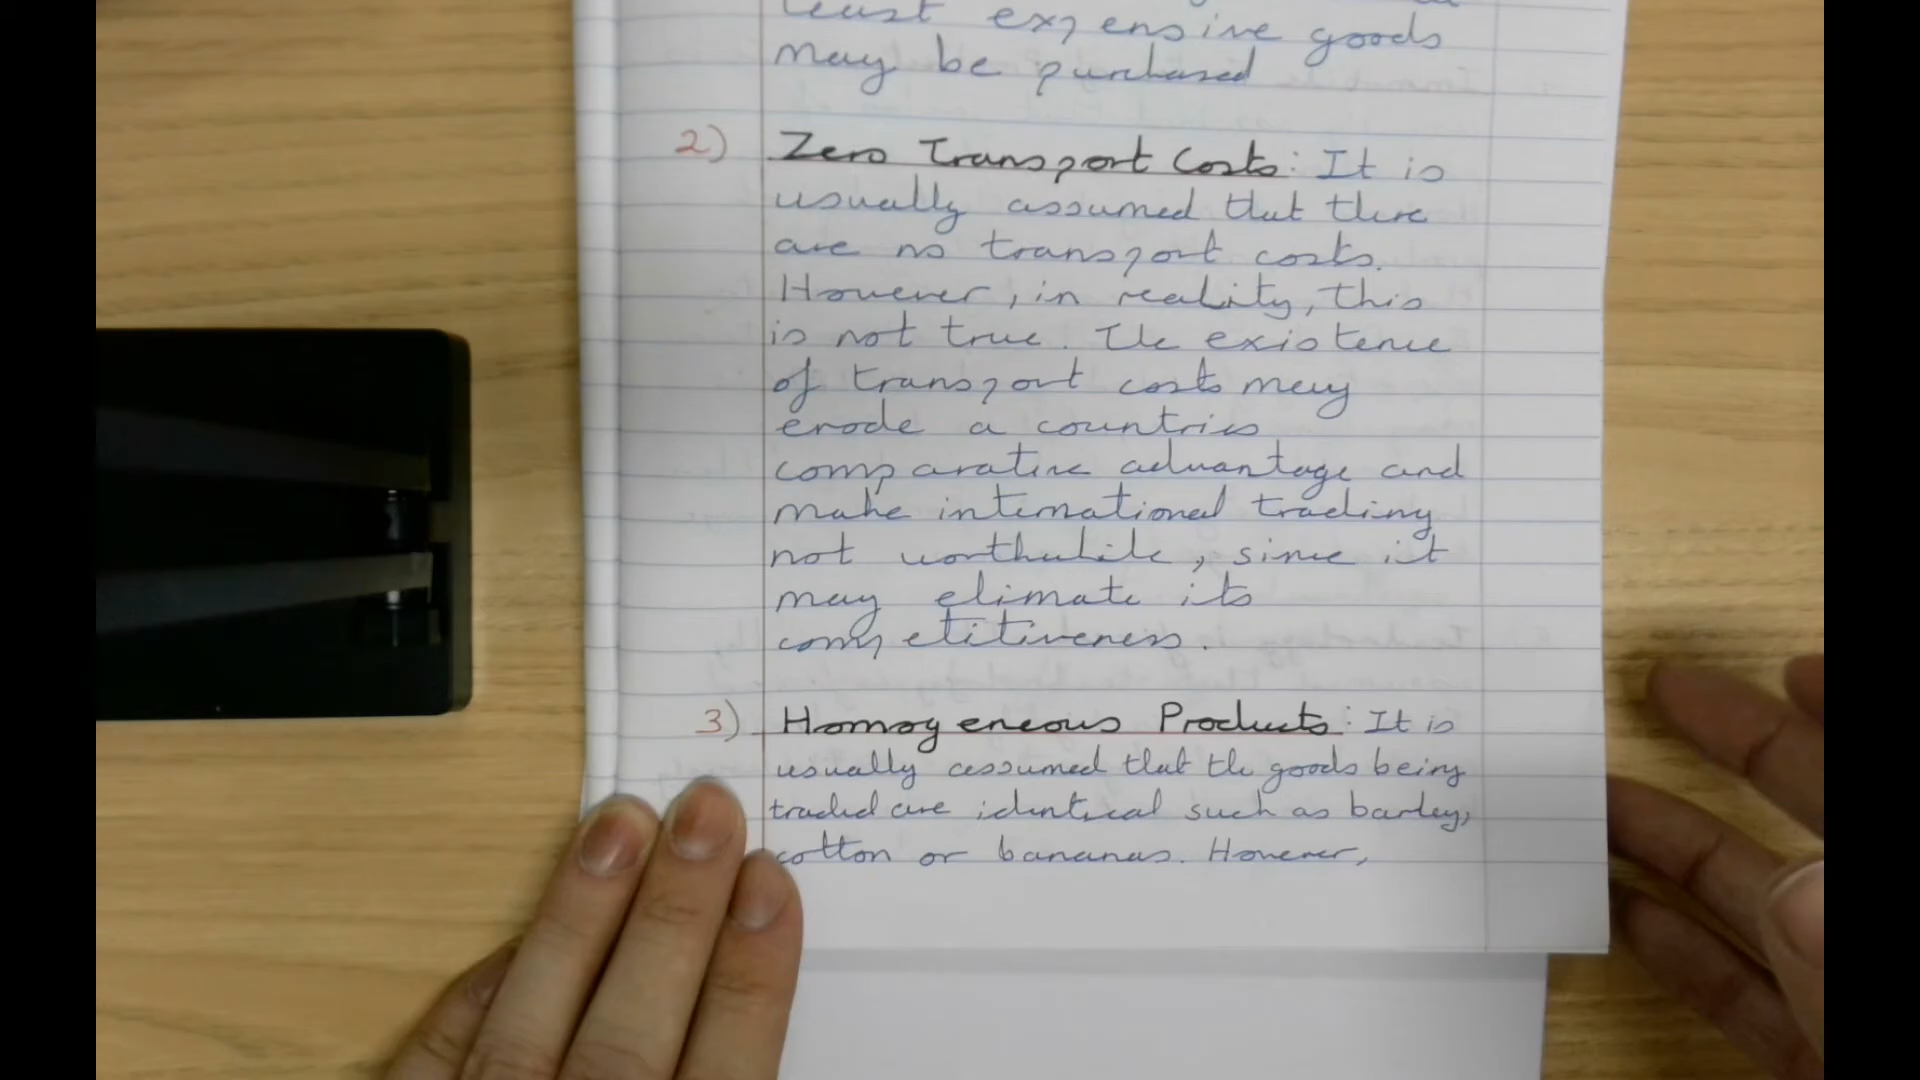 least expensive goods
may be purchased
2) Zero Transport Costs: It is
usually assumed that there
are no transport costs.
However, in reality, this
is not true. The existence
of transport costs may
erode a countries
comparative advantage and
make international trading
not worthwhile, since it
may elimate its
competitiveness.
3) Homogeneous Products: It is
usually assumed that the goods being
traded are identical such as barley,
cotton or bananas. However,